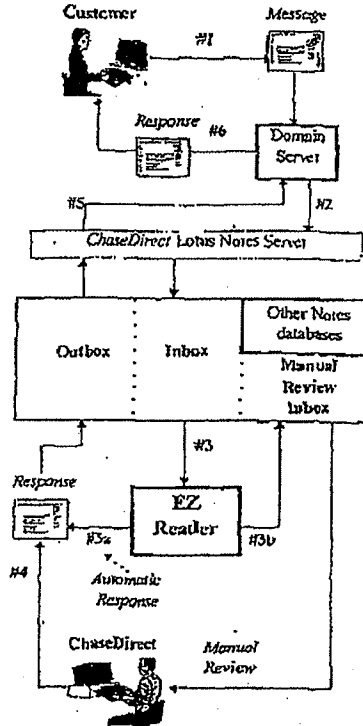 Customer
Message
#1
Response
#6
Domain
Server
#5
#2
ChaseDirect Lotus Notes Server
Other Notes
databases
Outbox
Inbox
Manual
Review
Inbox
#3
Response
EZ
Reader
#3a
#3b
#4
Automatic
Response
ChaseDirect
Manual
Review